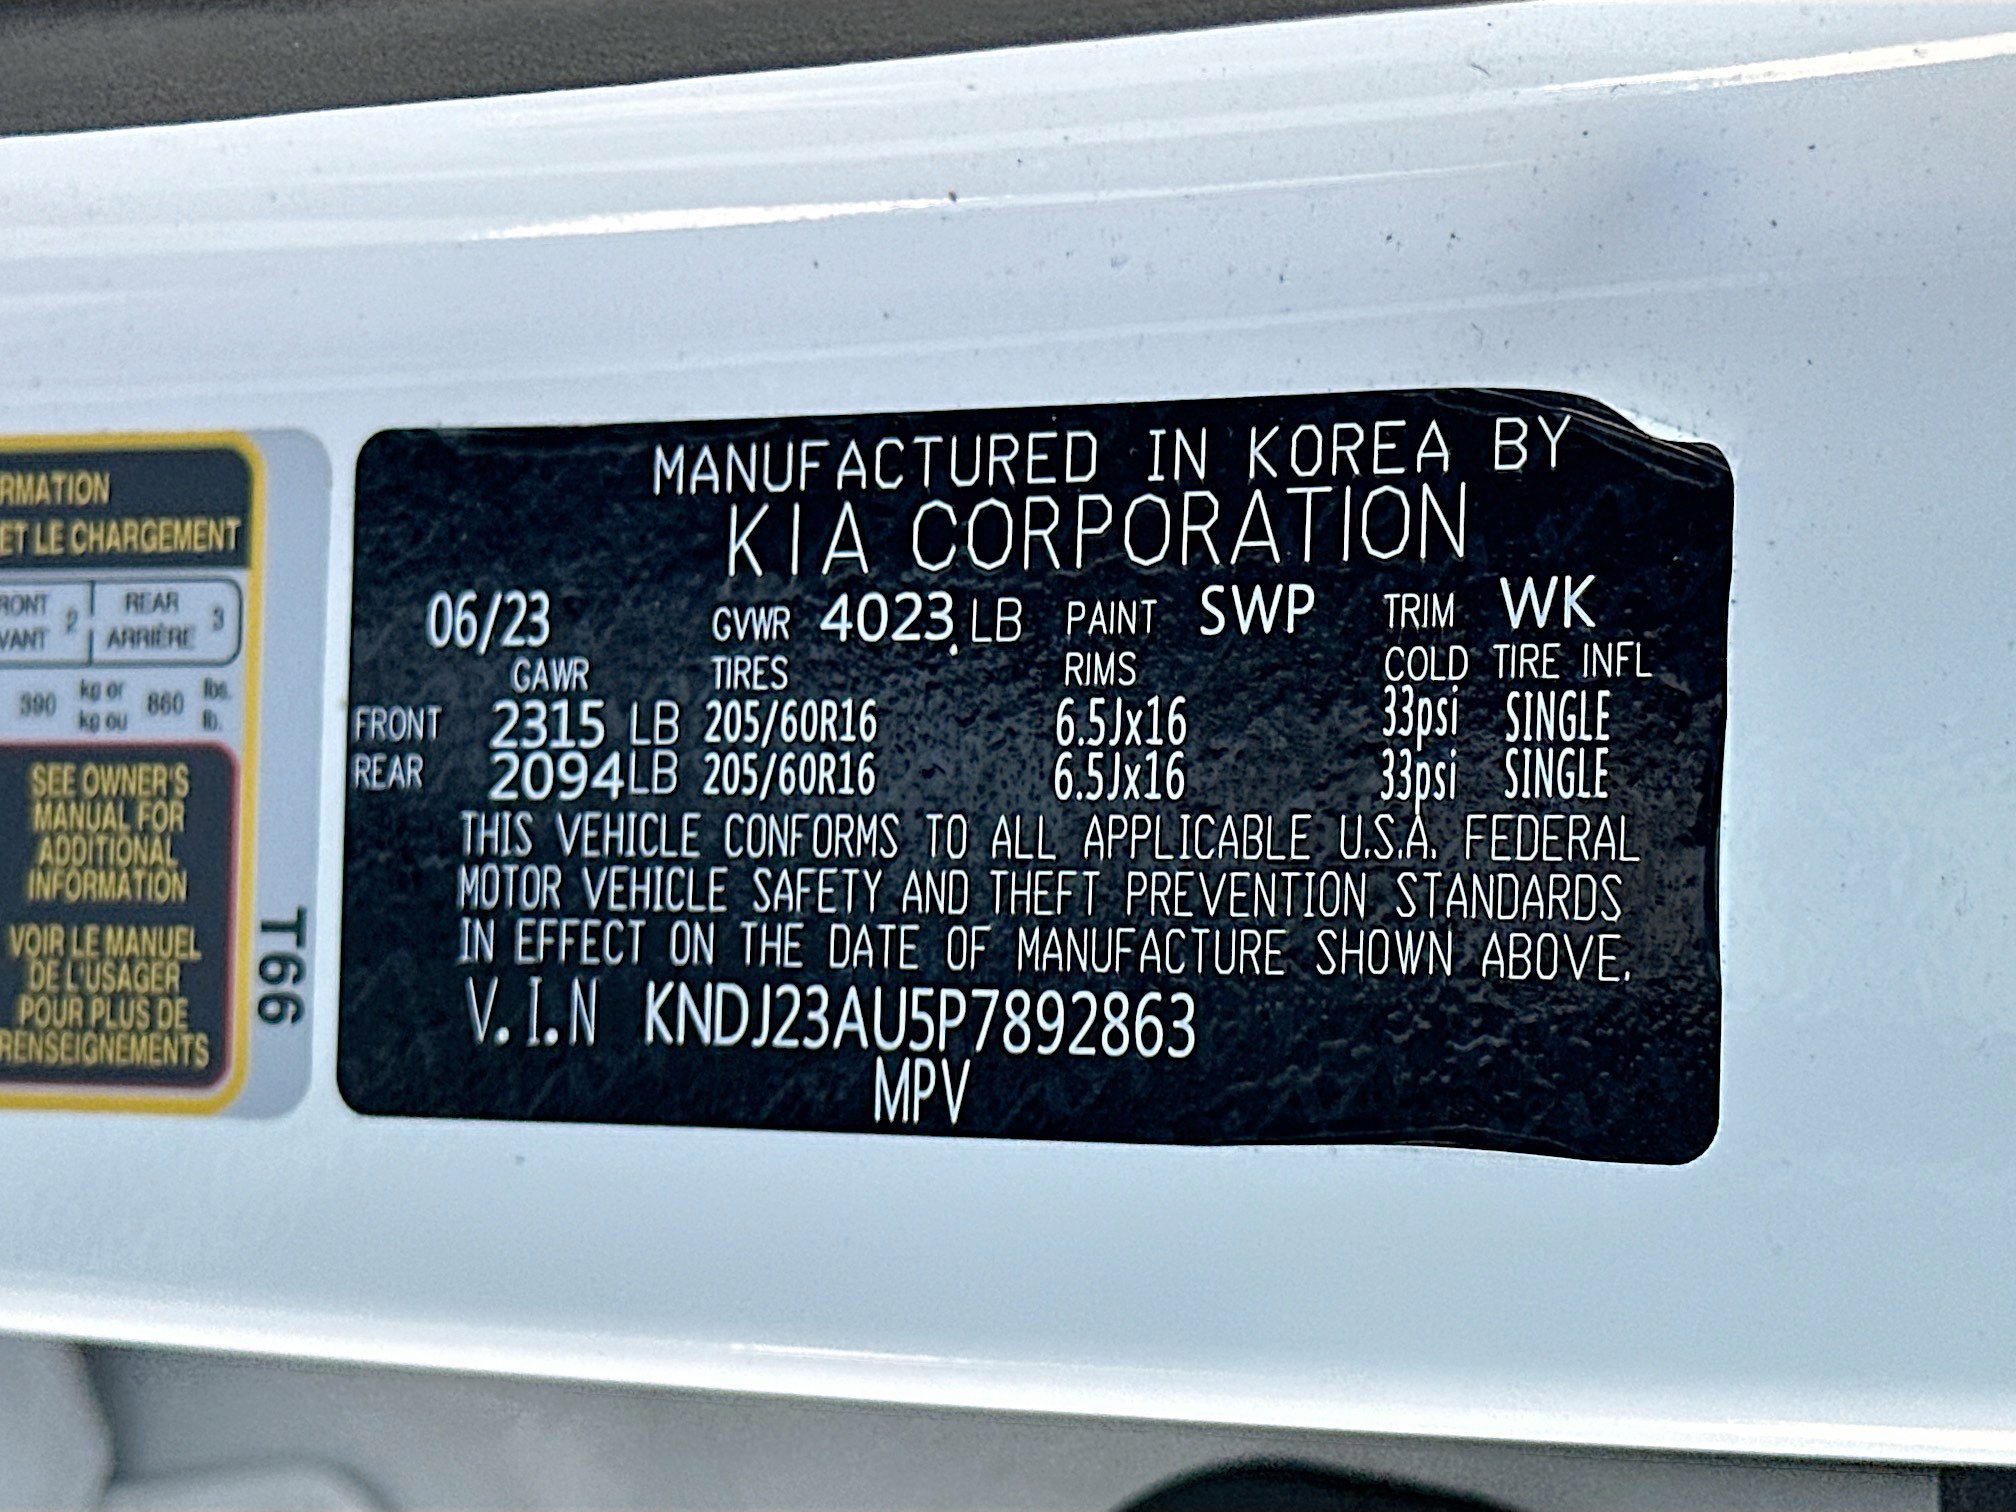 RMATION
ET LE CHARGEMENT
RONT 2 REAR 3
VANT ARRIÈRE
390 kg or 860 lbs.
kg ou lb.
SEE OWNER'S
MANUAL FOR
ADDITIONAL
INFORMATION
VOIR LE MANUEL
DE L'USAGER
POUR PLUS DE
RENSEIGNEMENTS
T66
MANUFACTURED IN KOREA BY
KIA CORPORATION
06/23 GVWR 4023 LB PAINT SWP TRIM WK
GAWR TIRES RIMS COLD TIRE INFL
FRONT 2315 LB 205/60R16 6.5Jx16 33psi SINGLE
REAR 2094 LB 205/60R16 6.5Jx16 33psi SINGLE
THIS VEHICLE CONFORMS TO ALL APPLICABLE U.S.A. FEDERAL
MOTOR VEHICLE SAFETY AND THEFT PREVENTION STANDARDS
IN EFFECT ON THE DATE OF MANUFACTURE SHOWN ABOVE.
V.I.N KNDJ23AU5P7892863
MPV